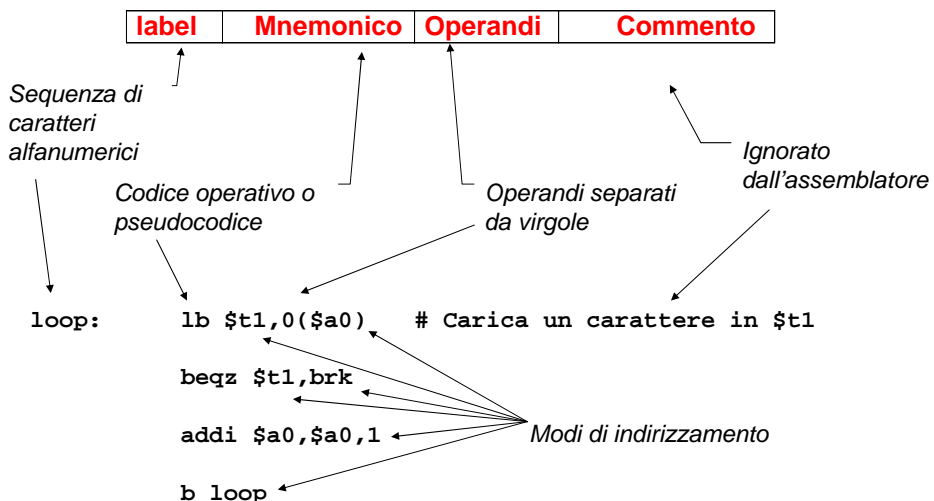 label Mnemonico Operandi Commento
Sequenza di
caratteri
alfanumerici
Codice operativo o
pseudocodice
Operandi separati
da virgole
Ignorato
dall'assemblatore
loop: lb $t1,0($a0) # Carica un carattere in $t1
beqz $t1,brk
addi $a0,$a0,1
Modi di indirizzamento
b loop